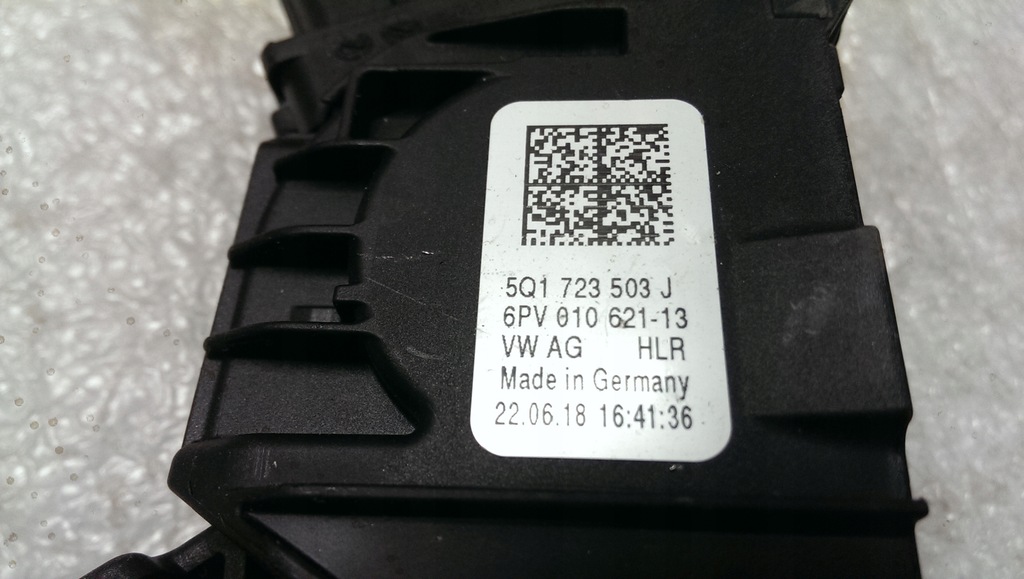 5Q1 723 503 J
6PV 010 621-13
VW AG HLR
Made in Germany
22.06.18 16:41:36